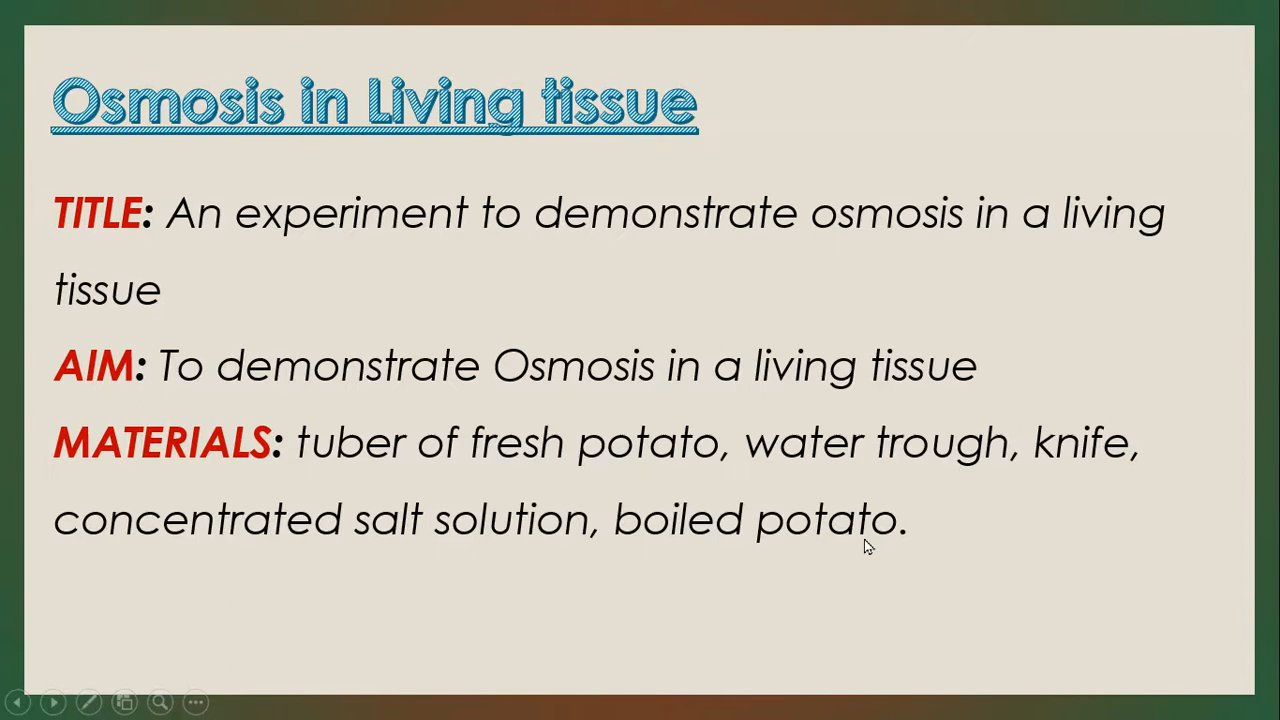 Osmosis in Living tissue
TITLE: An experiment to demonstrate osmosis in a living
tissue
AIM: To demonstrate Osmosis in a living tissue
MATERIALS: tuber of fresh potato, water trough, knife,
concentrated salt solution, boiled potato.